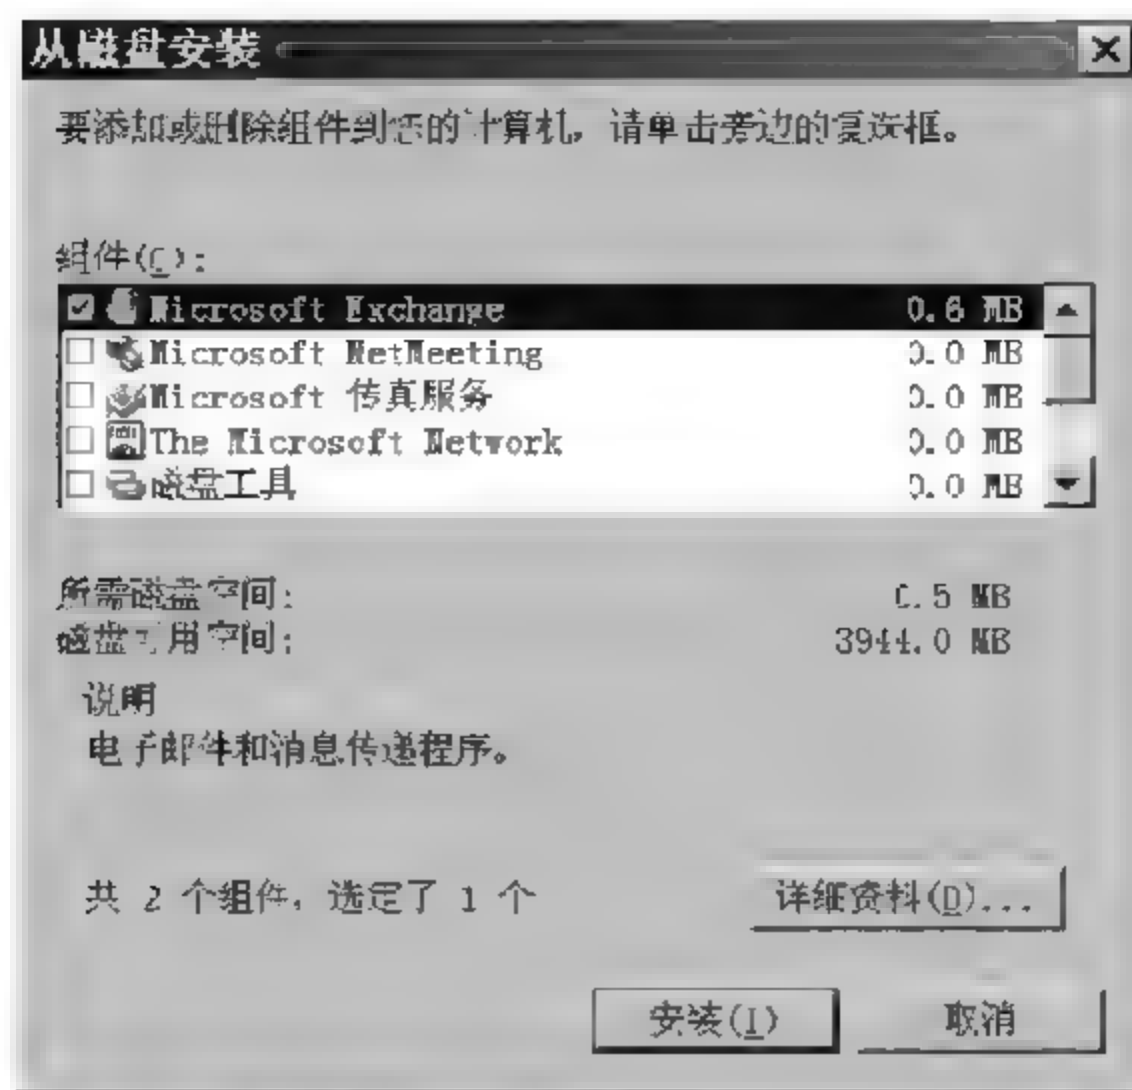 从磁盘安装
要添加或删除组件到您的计算机，请单击旁边的复选框。
组件(C):
Microsoft Exchange 0.6 MB
Microsoft NetMeeting 0.0 MB
Microsoft 传真服务 0.0 MB
The Microsoft Network 0.0 MB
磁盘工具 0.0 MB
所需磁盘空间: 0.5 MB
磁盘可用空间: 3944.0 MB
说明
电子邮件和消息传递程序。
共 2 个组件，选定了 1 个
详细资料(D)...
安装(I) 取消